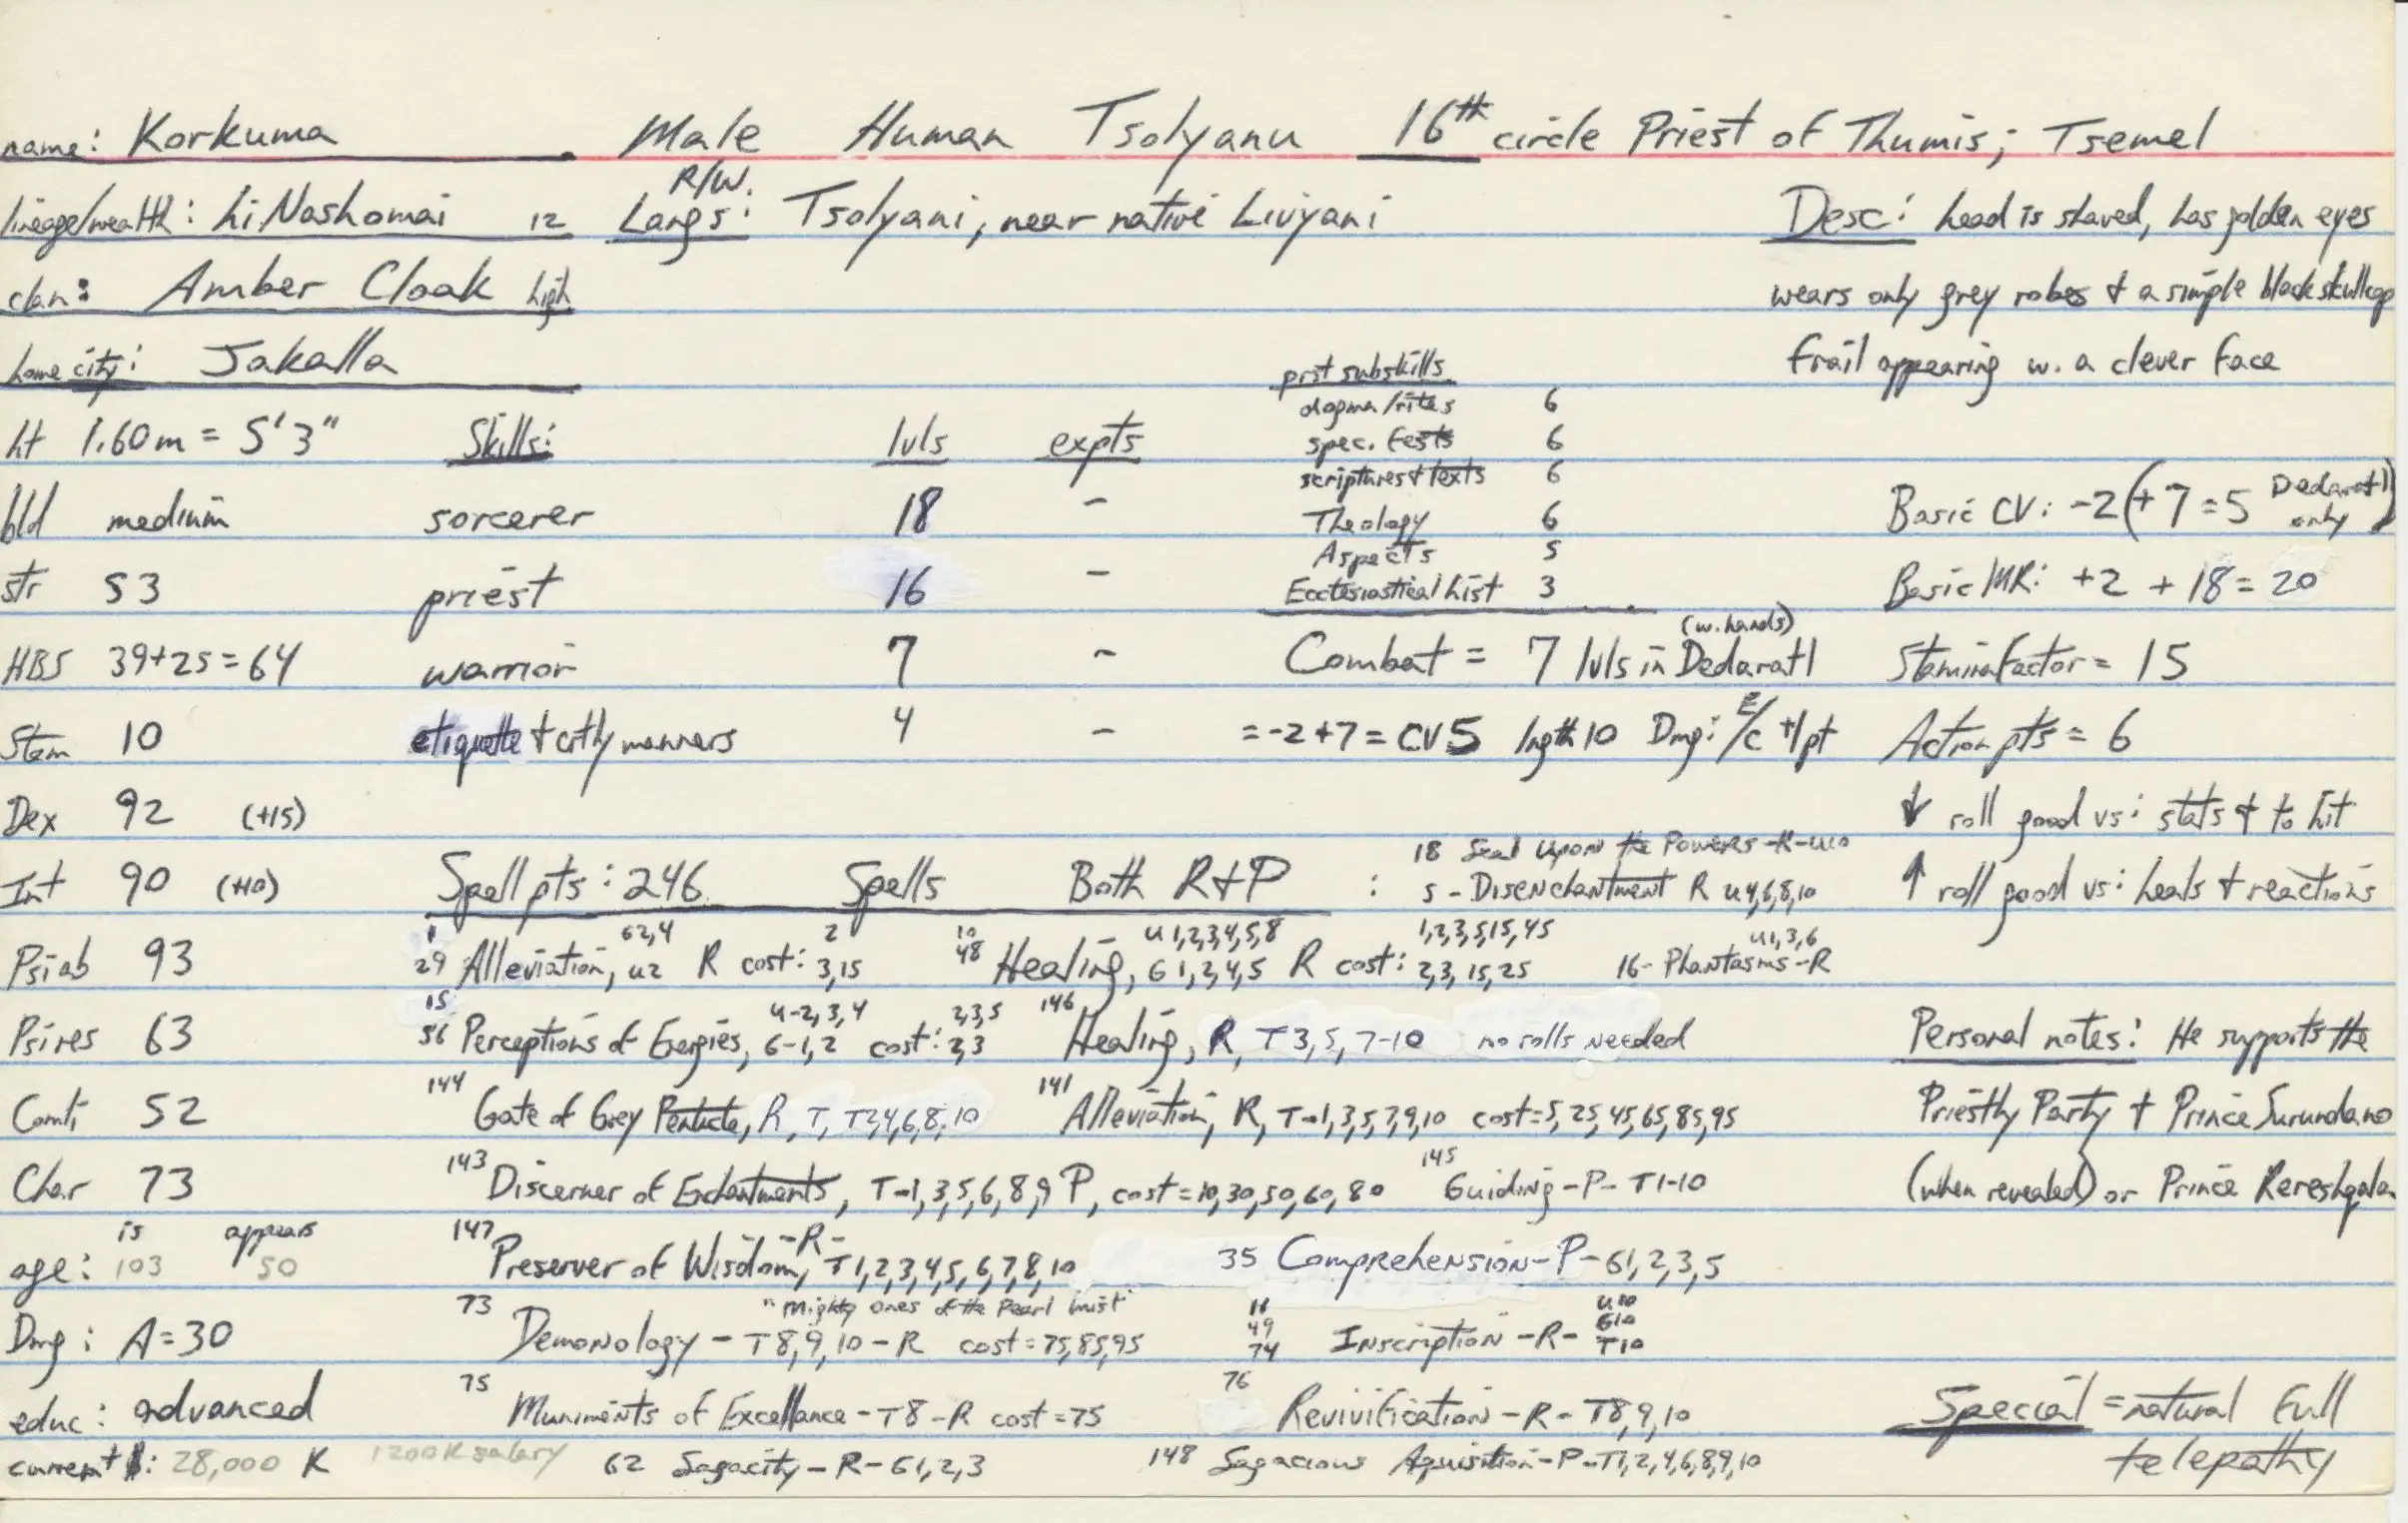 name: Korkuma Male Human Tsolyanu 16th circle Priest of Thumis; Tsemel
R/W.
lineage/wealth: hiNashomai 12 Langs: Tsolyani, near native Livyani Desc: head is shaved, has golden eyes
clan: Amber Cloak high wears only grey robes + a simple black skullcap
home city: Jakalla frail appearing w. a clever face
prst subskills
dogma/rites 6
ht 1.60m = 5'3" Skills: lvls expts spec. fests 6
scriptures + texts 6
bld medium sorcerer 18 - Theology 6 Basic CV: -2 (+7=5 Dedaratl only)
Aspects 5
str 53 priest 16 - Ecclesiastical hist 3 Basic MR: +2 +18=20
(w. hands)
HBS 39+25=64 warrior 7 - Combat = 7 lvls in Dedaratl Stamina factor = 15
Stam 10 etiquette + crtly manners 4 - =-2+7=CV5 lngth 10 Dmg: E/C +1pt Action pts = 6
Dex 92 (+15) ↓ roll good vs: stats + to hit
18 Seal Upon the Powers-R-U10
Int 90 (+10) Spell pts: 246 Spells Both R+P : 5-Disenchantment R U4,6,8,10 ↑ roll good vs: heals + reactions
1 G2,4 2 10 U1,2,3,4,5,8 1,2,3,5,15,45 U1,3,6
Psiab 93 29 Alleviation, U2 R cost: 3,15 48 Healing, G1,2,4,5 R cost: 2,3,15,25 16-Phantasms-R
15 U-2,3,4 2,3,5 146
Psires 63 56 Perceptions of Energies, G-1,2 cost: 2,3 Healing, R, T3,5,7-10 no rolls needed Personal notes: He supports the
144 141
Comli 52 Gate of Grey Pentacle, R, T, T2,4,6,8,10 Alleviation, R, T-1,3,5,7,9,10 cost=5,25,45,65,85,95 Priestly Party + Prince Surundano
143 145
Char 73 Discerner of Enchantments, T-1,3,5,6,8,9 P, cost=10,30,50,60,80 Guiding-P-T1-10 (when revealed) or Prince Rereshqala
is appears 147 -R-
age: 103 50 Preserver of Wisdom, T1,2,3,4,5,6,7,8,10 35 Comprehension-P-G1,2,3,5
73 "Mighty ones of the Pearl Mist" 11 U10
49 G10
Dmg: A=30 Demonology - T8,9,10-R cost=75,85,95 74 Inscription-R- T10
75 76
educ: advanced Muniments of Excellance-T8-R cost=75 Revivification-R-T8,9,10 Special = natural full
current $: 28,000 K 1200K salary 62 Sagacity-R-G1,2,3 148 Sagacious Aquisition-P-T1,2,4,6,8,9,10 telepathy